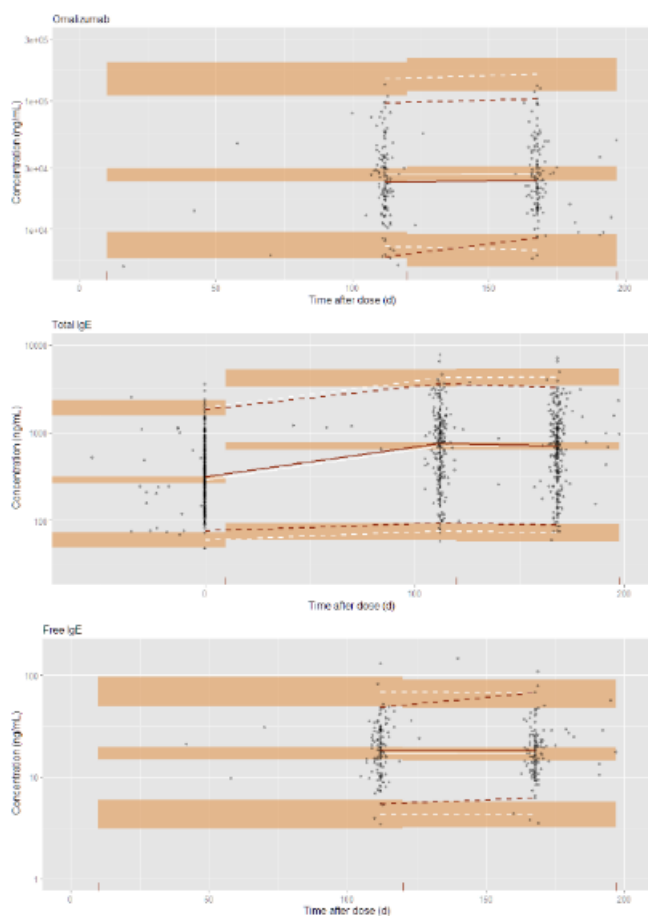 Omalizumab
Concentration (ng/mL)
3e+05
1e+05
3e+04
1e+04
0
50
100
150
200
Time after dose (d)
Total IgE
Concentration (ng/mL)
10000
1000
100
0
100
200
Time after dose (d)
Free IgE
Concentration (ng/mL)
100
10
1
0
50
100
150
200
Time after dose (d)